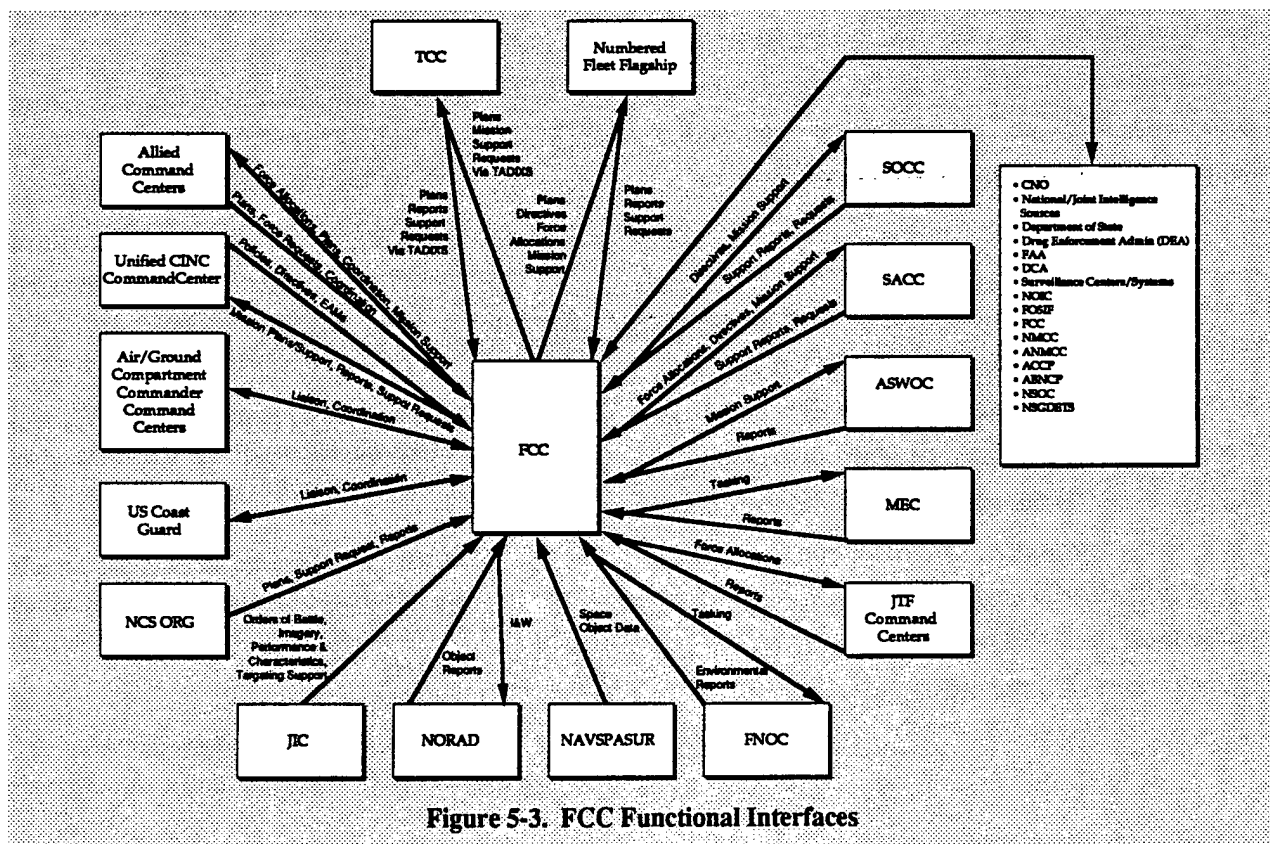 TCC
Numbered
Fleet Flagship
Plans
Mission
Support
Requests
Via TADIXS
Plans
Reports
Support
Requests
Via TADIXS
Plans
Directives
Force
Allocations
Mission
Support
Plans
Reports
Support
Requests
Allied
Command
Centers
Force Allocations, Plans, Coordination, Mission Support
Plans, Force Requests, Coordination
Unified CINC
CommandCenter
Policies, Directives, EAMs
Mission Plans/Support, Reports, Suppot Requests
Air/Ground
Compartment
Commander
Command
Centers
Liaison, Coordination
US Coast
Guard
Liaison, Coordination
NCS ORG
Plans, Support Request, Reports
FCC
SOCC
Directives, Mission Support
Support Reports, Requests
SACC
Force Allocations, Directives, Mission Support
Support Reports, Requests
ASWOC
Mission Support
Reports
MEC
Tasking
Reports
JTF
Command
Centers
Force Allocations
Reports
• CNO
• National/Joint Intelligence
Sources
• Department of State
• Drug Enforcement Admin (DEA)
• FAA
• DCA
• Surveillance Centers/Systems
• NOIC
• FOSIF
• FCC
• NMCC
• ANMCC
• ACCP
• ABNCP
• NSOC
• NSGDETS
Orders of Battle,
Imagery,
Performance &
Characteristics,
Targeting Support
Object
Reports
I&W
Space
Object Data
Tasking
Environmental
Reports
JIC
NORAD
NAVSPASUR
FNOC
Figure 5-3. FCC Functional Interfaces